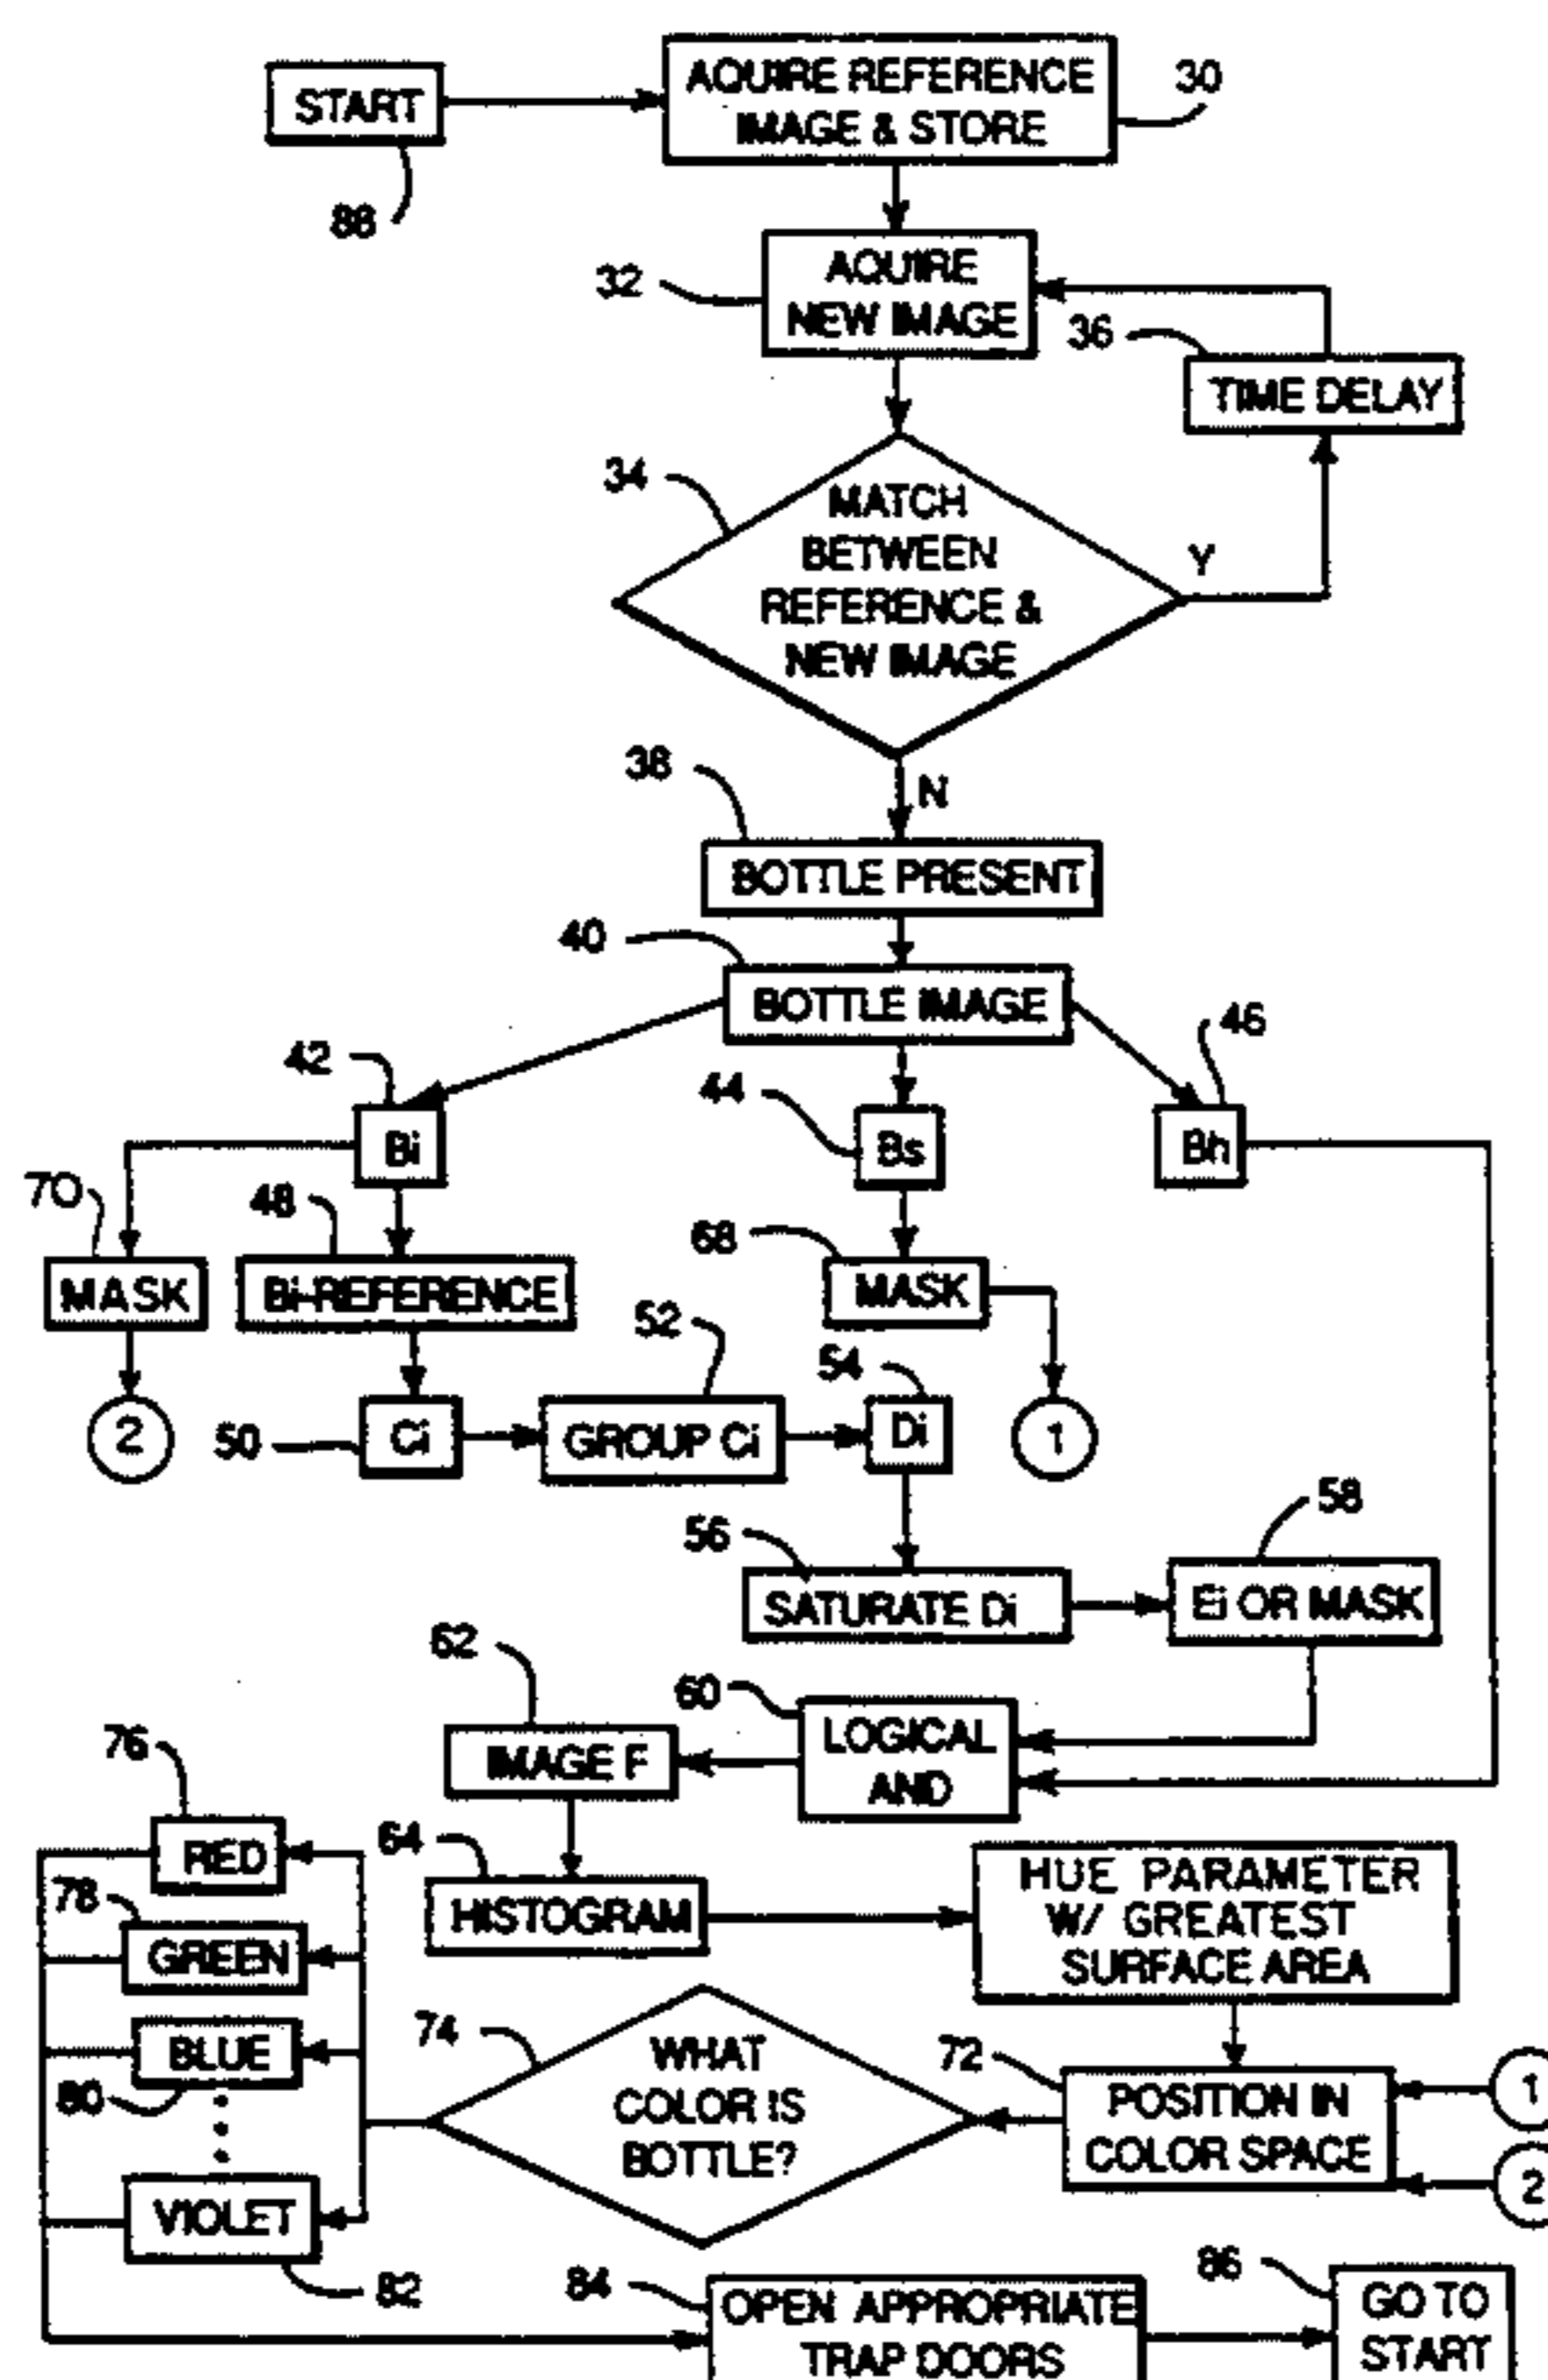 START
AQUIRE REFERENCE
IMAGE & STORE
30
88
AQUIRE
NEW IMAGE
32
36
TIME DELAY
34
MATCH
BETWEEN
REFERENCE &
NEW IMAGE
Y
N
38
BOTTLE PRESENT
40
BOTTLE IMAGE
42
44
46
Bi
Bs
Bh
70
48
68
MASK
Bi-REFERENCE
MASK
52
54
2
50
Ci
GROUP Ci
Di
1
56
58
SATURATE Di
Ei OR MASK
62
60
IMAGE F
LOGICAL
AND
76
RED
64
HISTOGRAM
HUE PARAMETER
W/ GREATEST
SURFACE AREA
78
GREEN
BLUE
80
VIOLET
82
74
WHAT
COLOR IS
BOTTLE?
72
POSITION IN
COLOR SPACE
1
2
84
OPEN APPROPRIATE
TRAP DOORS
86
GO TO
START